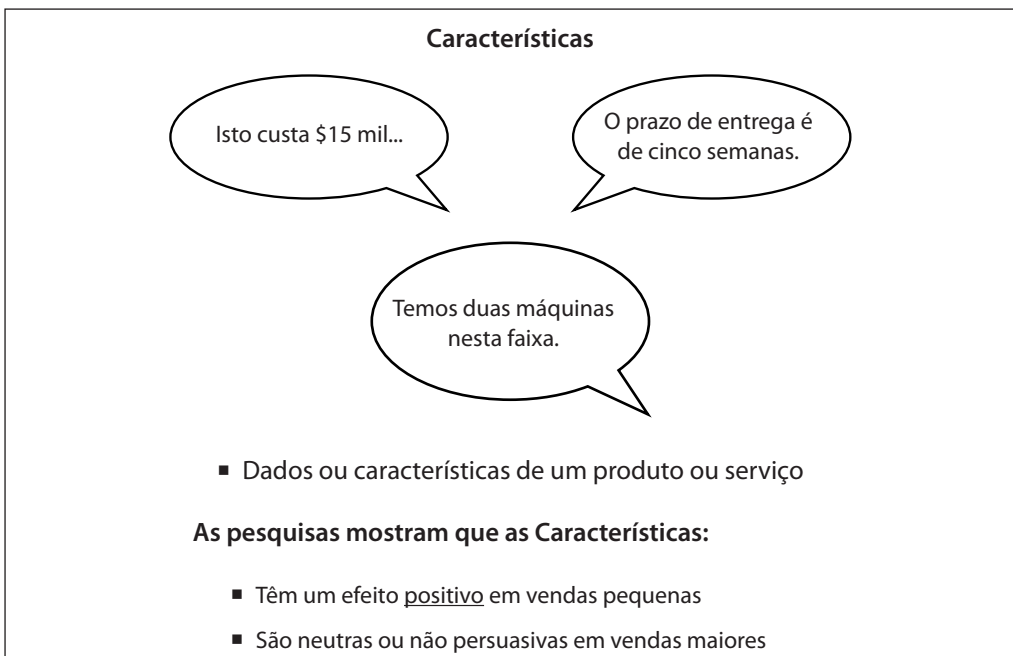 Características
Isto custa $15 mil...
O prazo de entrega é
de cinco semanas.
Temos duas máquinas
nesta faixa.
▪ Dados ou características de um produto ou serviço
As pesquisas mostram que as Características:
▪ Têm um efeito positivo em vendas pequenas
▪ São neutras ou não persuasivas em vendas maiores